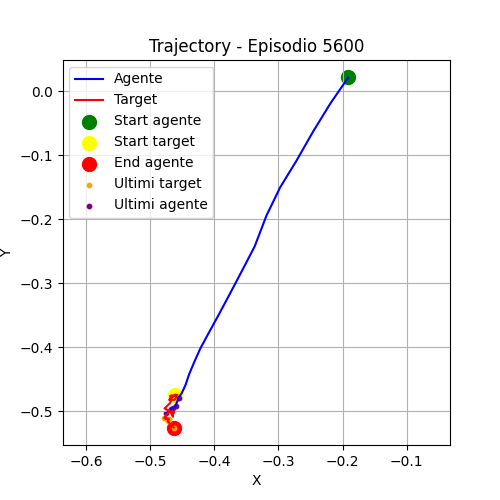 Trajectory - Episodio 5600
Agente
Target
Start agente
Start target
End agente
Ultimi target
Ultimi agente
0.0
−0.1
−0.2
−0.3
−0.4
−0.5
Y
−0.6
−0.5
−0.4
−0.3
−0.2
−0.1
X